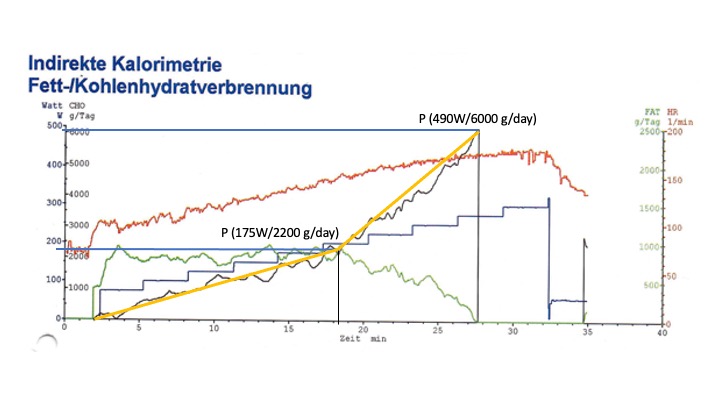 Indirekte Kalorimetrie
Fett-/Kohlenhydratverbrennung
Watt CHO
W g/Tag
FAT HR
g/Tag 1/min
P (490W/6000 g/day)
P (175W/2200 g/day)
500
400
300
200
100
0
6000
5000
4000
3000
2000
1000
2500
2000
1500
1000
500
200
150
100
50
0
0 5 10 15 20 25 30 35 40
Zeit min